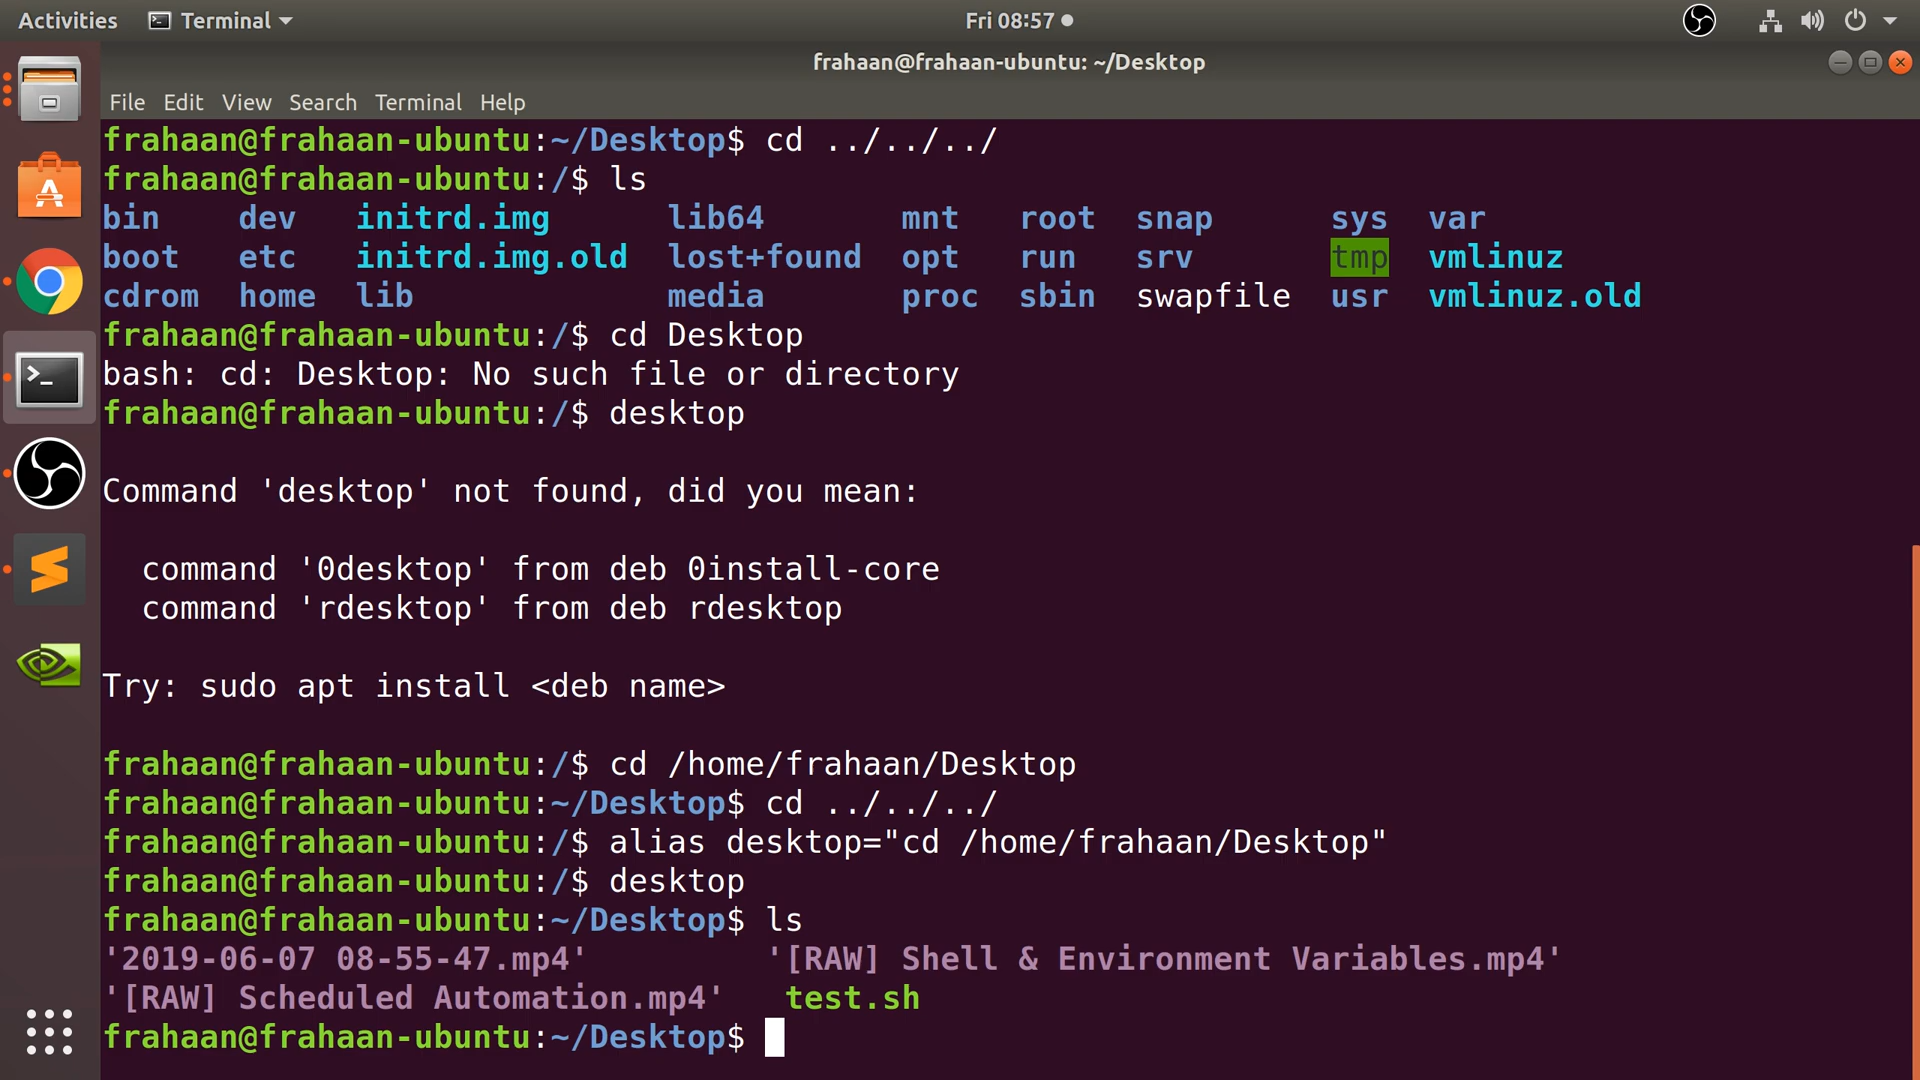 Activities Terminal Fri 08:57
frahaan@frahaan-ubuntu: ~/Desktop
File Edit View Search Terminal Help
frahaan@frahaan-ubuntu:~/Desktop$ cd ../../../
frahaan@frahaan-ubuntu:/$ ls
bin dev initrd.img lib64 mnt root snap sys var
boot etc initrd.img.old lost+found opt run srv tmp vmlinuz
cdrom home lib media proc sbin swapfile usr vmlinuz.old
frahaan@frahaan-ubuntu:/$ cd Desktop
bash: cd: Desktop: No such file or directory
frahaan@frahaan-ubuntu:/$ desktop
Command 'desktop' not found, did you mean:
command '0desktop' from deb 0install-core
command 'rdesktop' from deb rdesktop
Try: sudo apt install <deb name>
frahaan@frahaan-ubuntu:/$ cd /home/frahaan/Desktop
frahaan@frahaan-ubuntu:~/Desktop$ cd ../../../
frahaan@frahaan-ubuntu:/$ alias desktop="cd /home/frahaan/Desktop"
frahaan@frahaan-ubuntu:/$ desktop
frahaan@frahaan-ubuntu:~/Desktop$ ls
'2019-06-07 08-55-47.mp4' '[RAW] Shell & Environment Variables.mp4'
'[RAW] Scheduled Automation.mp4' test.sh
frahaan@frahaan-ubuntu:~/Desktop$